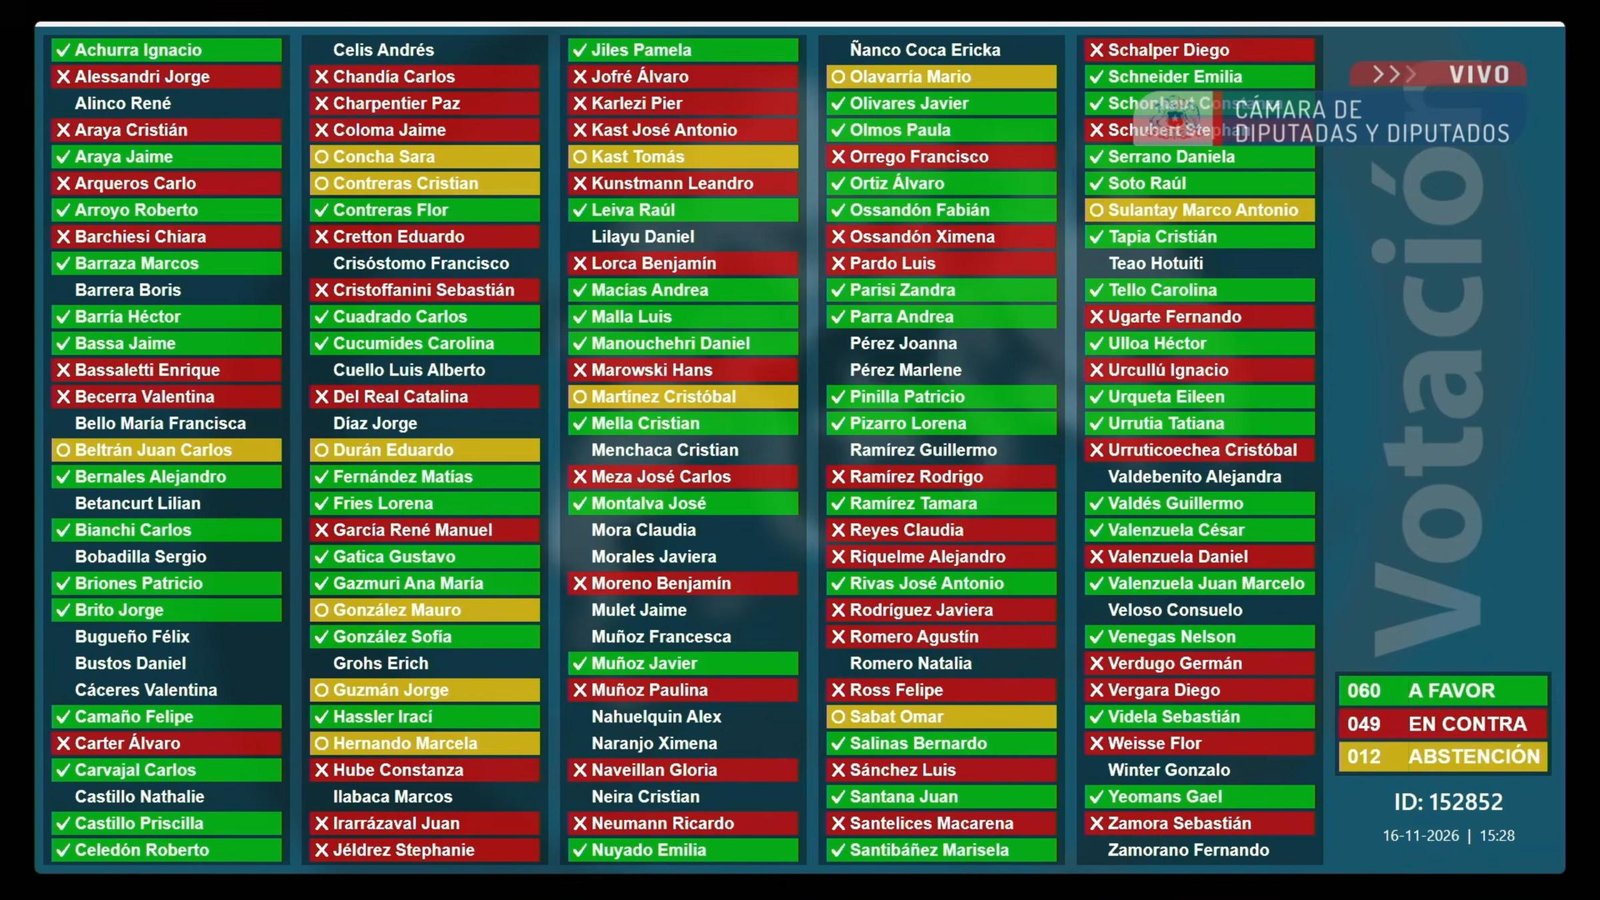 ✓ Achurra Ignacio
X Alessandri Jorge
Alinco René
X Araya Cristián
✓ Araya Jaime
X Arqueros Carlo
✓ Arroyo Roberto
X Barchiesi Chiara
✓ Barraza Marcos
Barrera Boris
✓ Barría Héctor
✓ Bassa Jaime
X Bassaletti Enrique
X Becerra Valentina
Bello María Francisca
O Beltrán Juan Carlos
✓ Bernales Alejandro
Betancurt Lilian
✓ Bianchi Carlos
Bobadilla Sergio
✓ Briones Patricio
✓ Brito Jorge
Bugueño Félix
Bustos Daniel
Cáceres Valentina
✓ Camaño Felipe
X Carter Álvaro
✓ Carvajal Carlos
Castillo Nathalie
✓ Castillo Priscilla
✓ Celedón Roberto
Celis Andrés
X Chandía Carlos
X Charpentier Paz
X Coloma Jaime
O Concha Sara
O Contreras Cristian
✓ Contreras Flor
X Cretton Eduardo
Crisóstomo Francisco
X Cristoffanini Sebastián
✓ Cuadrado Carlos
✓ Cucumides Carolina
Cuello Luis Alberto
X Del Real Catalina
Díaz Jorge
O Durán Eduardo
✓ Fernández Matías
✓ Fries Lorena
X García René Manuel
✓ Gatica Gustavo
✓ Gazmuri Ana María
O González Mauro
✓ González Sofía
Grohs Erich
O Guzmán Jorge
✓ Hassler Irací
O Hernando Marcela
X Hube Constanza
Ilabaca Marcos
X Irarrázaval Juan
X Jéldrez Stephanie
✓ Jiles Pamela
X Jofré Álvaro
X Karlezi Pier
X Kast José Antonio
O Kast Tomás
X Kunstmann Leandro
✓ Leiva Raúl
Lilayu Daniel
X Lorca Benjamín
✓ Macías Andrea
✓ Malla Luis
✓ Manouchehri Daniel
X Marowski Hans
O Martínez Cristóbal
✓ Mella Cristian
Menchaca Cristian
X Meza José Carlos
✓ Montalva José
Mora Claudia
Morales Javiera
X Moreno Benjamín
Mulet Jaime
Muñoz Francesca
✓ Muñoz Javier
X Muñoz Paulina
Nahuelquin Alex
Naranjo Ximena
X Naveillan Gloria
Neira Cristian
X Neumann Ricardo
✓ Nuyado Emilia
Ñanco Coca Ericka
O Olavarría Mario
✓ Olivares Javier
✓ Olmos Paula
X Orrego Francisco
✓ Ortiz Álvaro
✓ Ossandón Fabián
X Ossandón Ximena
X Pardo Luis
✓ Parisi Zandra
✓ Parra Andrea
Pérez Joanna
Pérez Marlene
✓ Pinilla Patricio
✓ Pizarro Lorena
Ramírez Guillermo
X Ramírez Rodrigo
✓ Ramírez Tamara
X Reyes Claudia
X Riquelme Alejandro
✓ Rivas José Antonio
X Rodríguez Javiera
X Romero Agustín
Romero Natalia
X Ross Felipe
O Sabat Omar
✓ Salinas Bernardo
X Sánchez Luis
✓ Santana Juan
X Santelices Macarena
✓ Santibáñez Marisela
X Schalper Diego
✓ Schneider Emilia
✓
X Schubert
✓ Serrano Daniela
✓ Soto Raúl
O Sulantay Marco Antonio
✓ Tapia Cristián
Teao Hotuiti
✓ Tello Carolina
X Ugarte Fernando
✓ Ulloa Héctor
X Urcullú Ignacio
✓ Urqueta Eileen
✓ Urrutia Tatiana
X Urruticoechea Cristóbal
Valdebenito Alejandra
✓ Valdés Guillermo
✓ Valenzuela César
X Valenzuela Daniel
✓ Valenzuela Juan Marcelo
Veloso Consuelo
✓ Venegas Nelson
X Verdugo Germán
X Vergara Diego
✓ Videla Sebastián
X Weisse Flor
Winter Gonzalo
✓ Yeomans Gael
X Zamora Sebastián
Zamorano Fernando
>>> VIVO
CÁMARA DE
DIPUTADAS Y DIPUTADOS
Votación
060 A FAVOR
049 EN CONTRA
012 ABSTENCIÓN
ID: 152852
16-11-2026 | 15:28